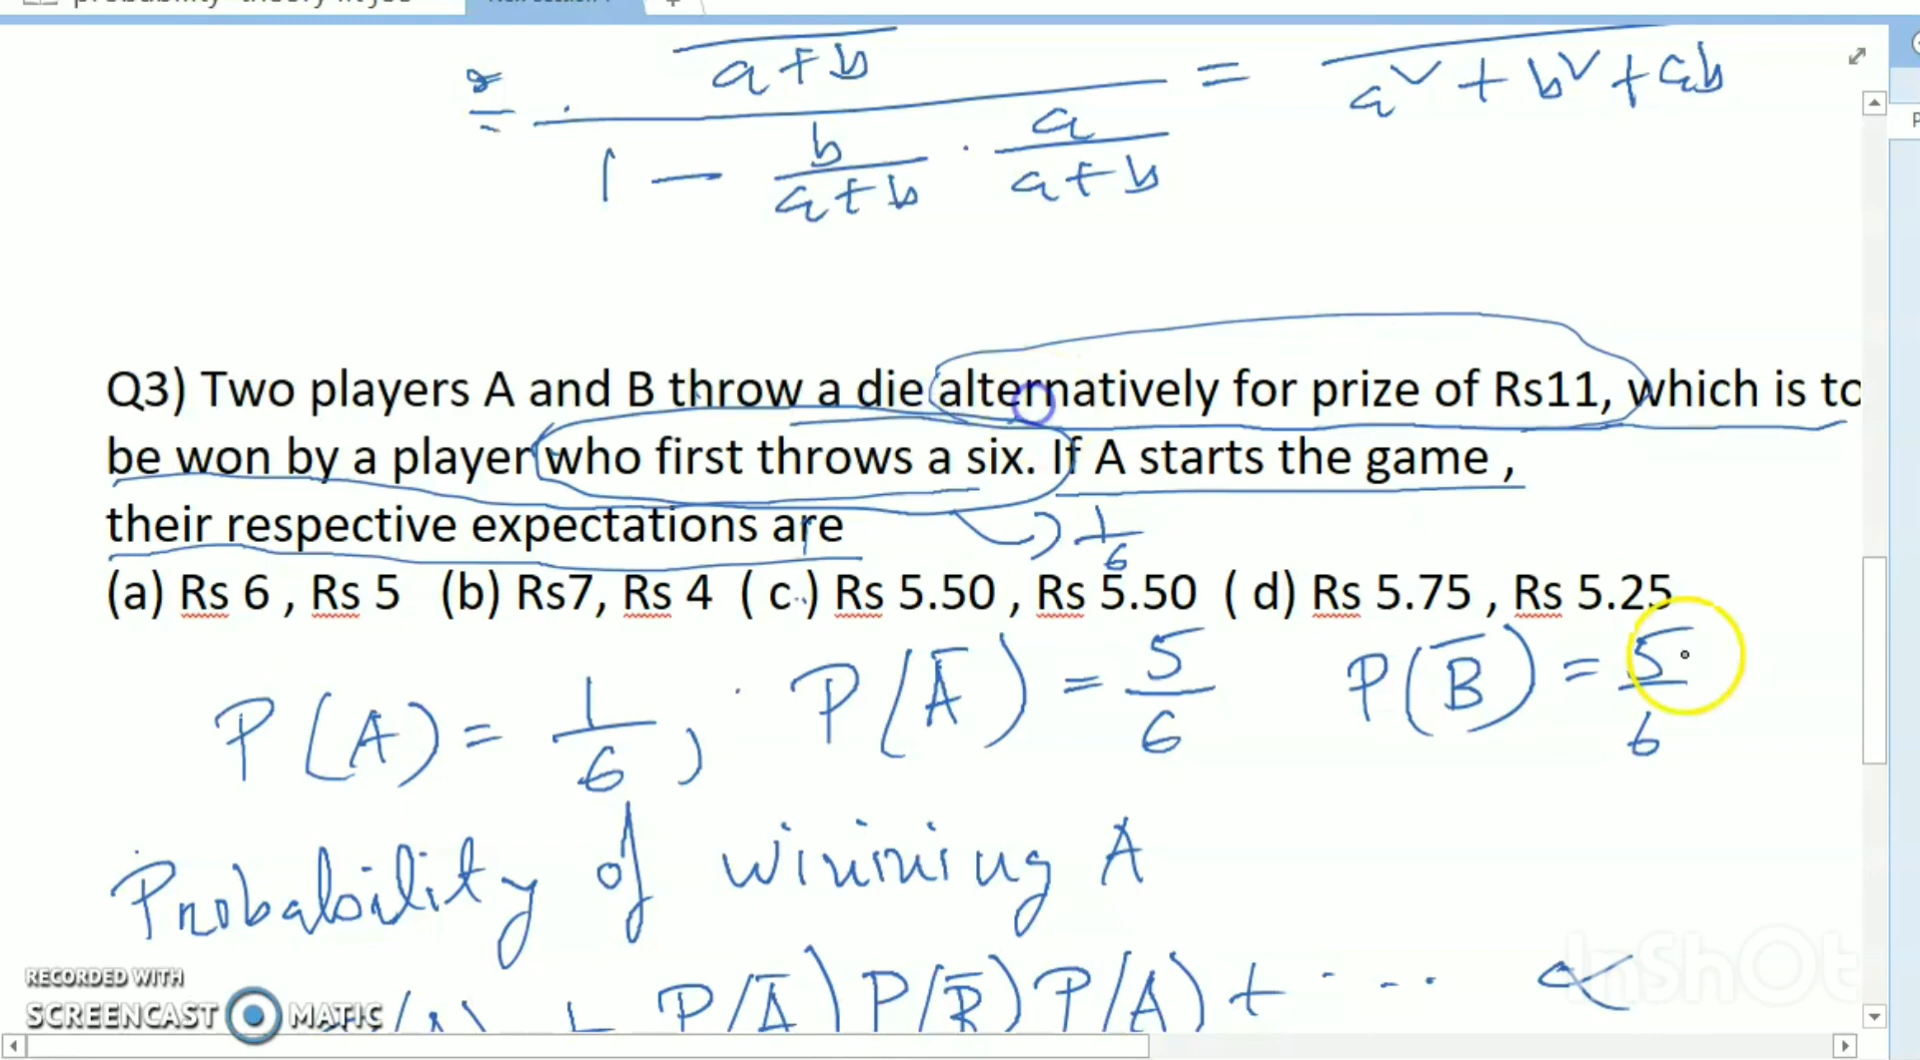 a+b
= ――― = ―――
a² + b² + ab
1 - b/a+b · a/a+b
Q3) Two players A and B throw a die alternatively for prize of Rs11, which is to
be won by a player who first throws a six. If A starts the game ,
their respective expectations are
1/6
(a) Rs 6 , Rs 5 (b) Rs7, Rs 4 ( c ) Rs 5.50 , Rs 5.50 ( d) Rs 5.75 , Rs 5.25
P(A) = 1/6 , P(A̅) = 5/6 P(B̅) = 5/6
Probability of winining A
P(A̅) P(B̅) P(A) + ... ∝
InShOt
RECORDED WITH
SCREENCAST MATIC